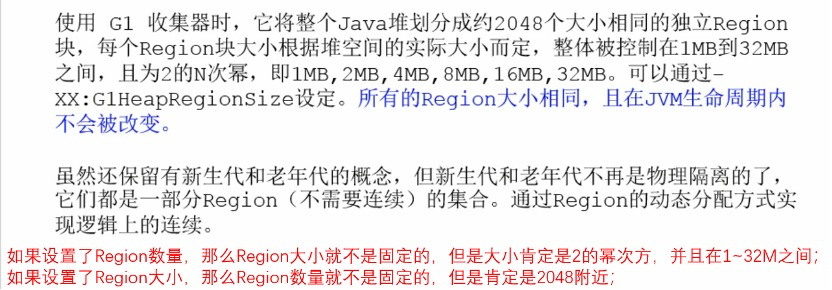 使用 G1 收集器时，它将整个Java堆划分成约2048个大小相同的独立Region
块，每个Region块大小根据堆空间的实际大小而定，整体被控制在1MB到32MB
之间，且为2的N次幂，即1MB,2MB,4MB,8MB,16MB,32MB。可以通过-
XX:G1HeapRegionSize设定。所有的Region大小相同，且在JVM生命周期内
不会被改变。
虽然还保留有新生代和老年代的概念，但新生代和老年代不再是物理隔离的了，
它们都是一部分Region（不需要连续）的集合。通过Region的动态分配方式实
现逻辑上的连续。
如果设置了Region数量，那么Region大小就不是固定的，但是大小肯定是2的幂次方，并且在1~32M之间；
如果设置了Region大小，那么Region数量就不是固定的，但是肯定是2048附近；